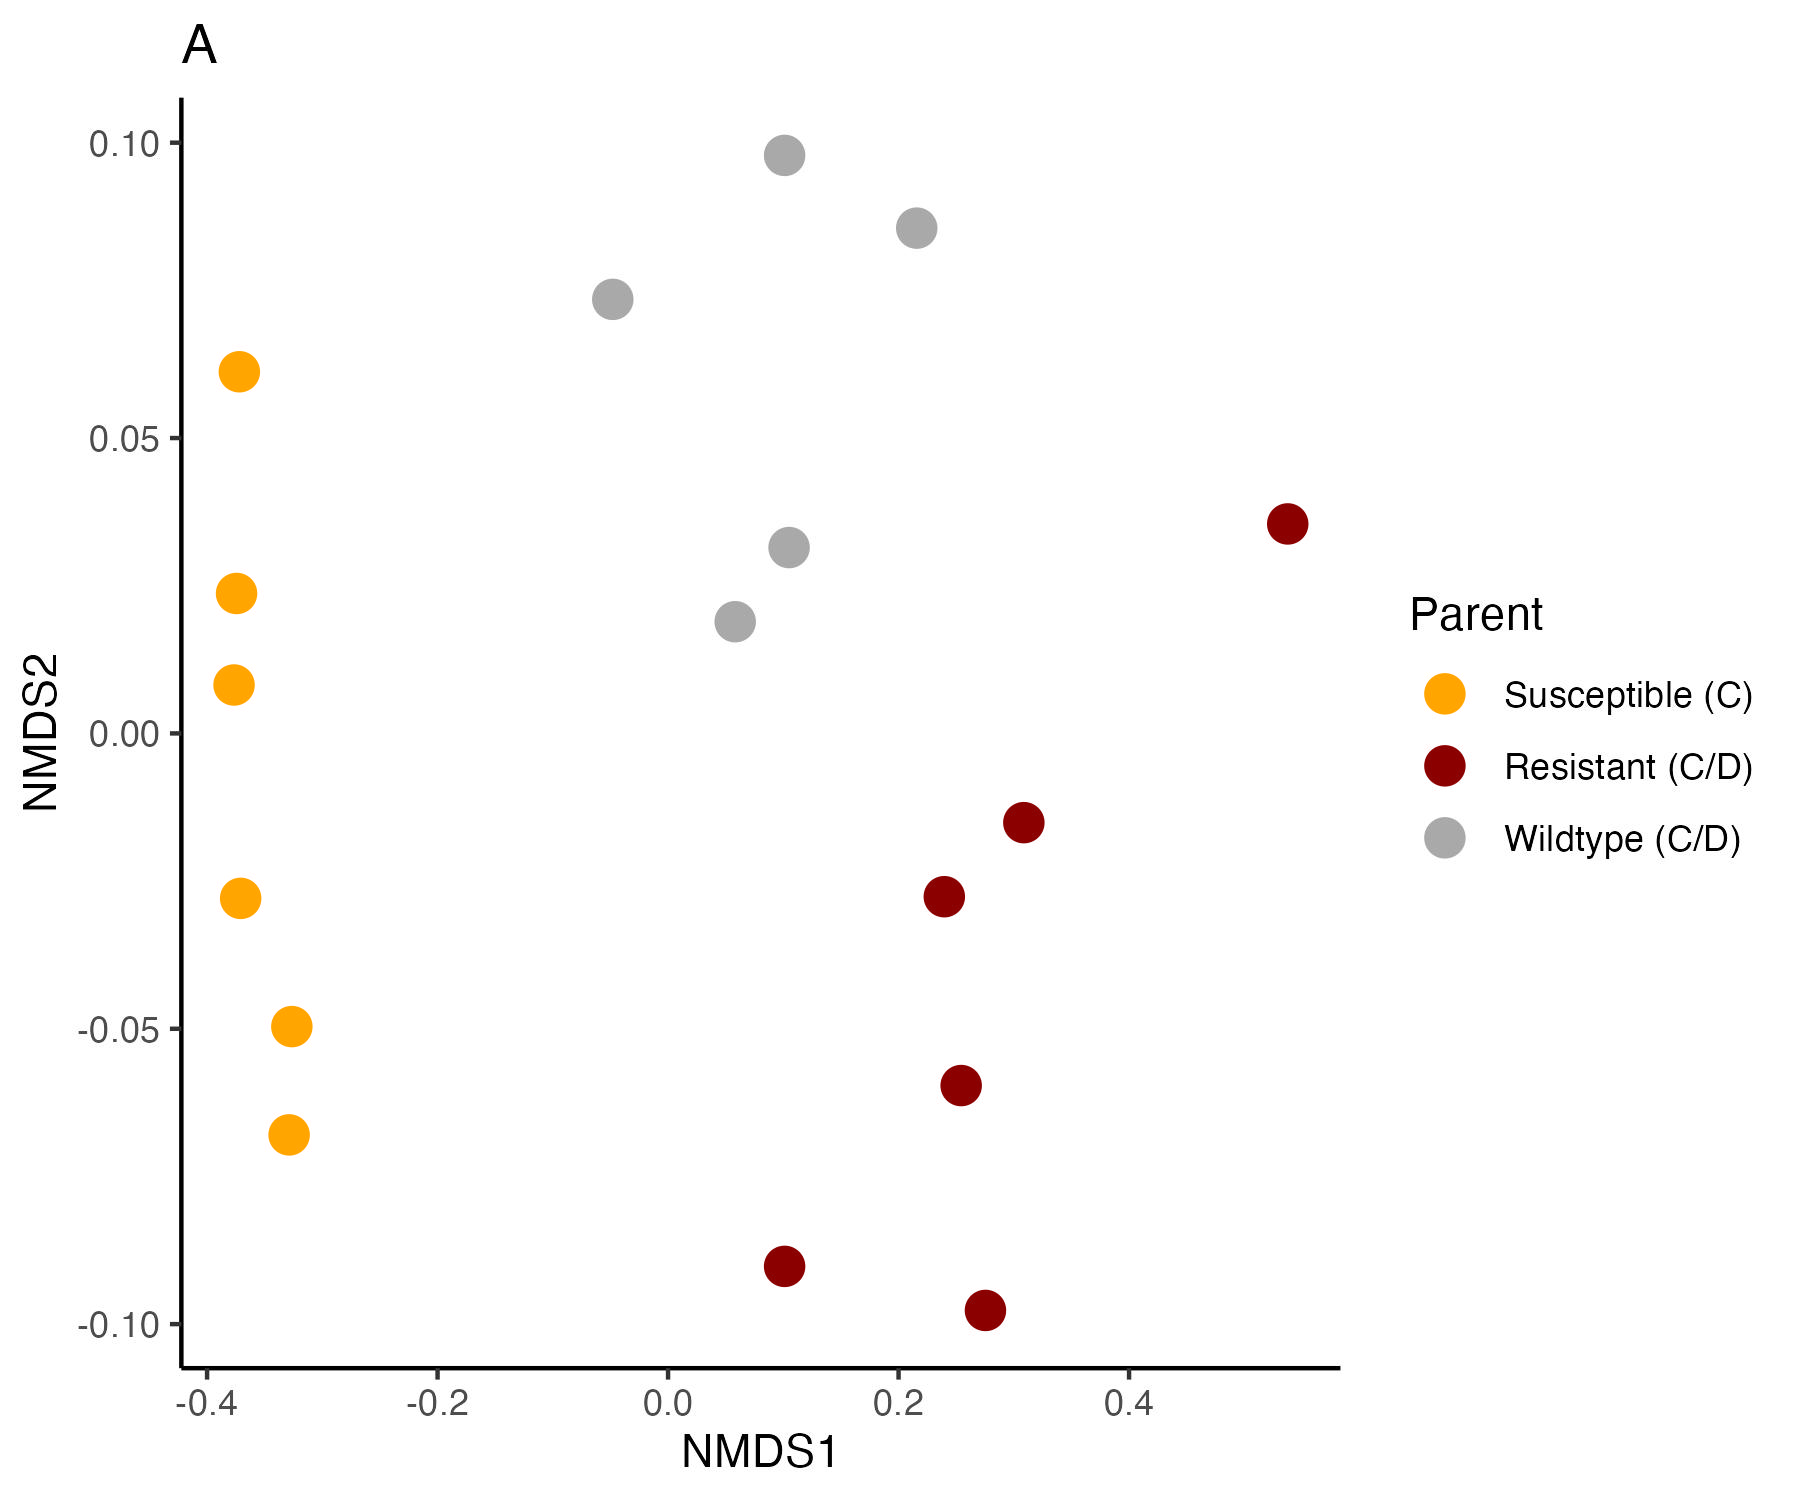 A
0.10
0.05
0.00
-0.05
-0.10
NMDS2
-0.4 -0.2 0.0 0.2 0.4
NMDS1
Parent
Susceptible (C)
Resistant (C/D)
Wildtype (C/D)